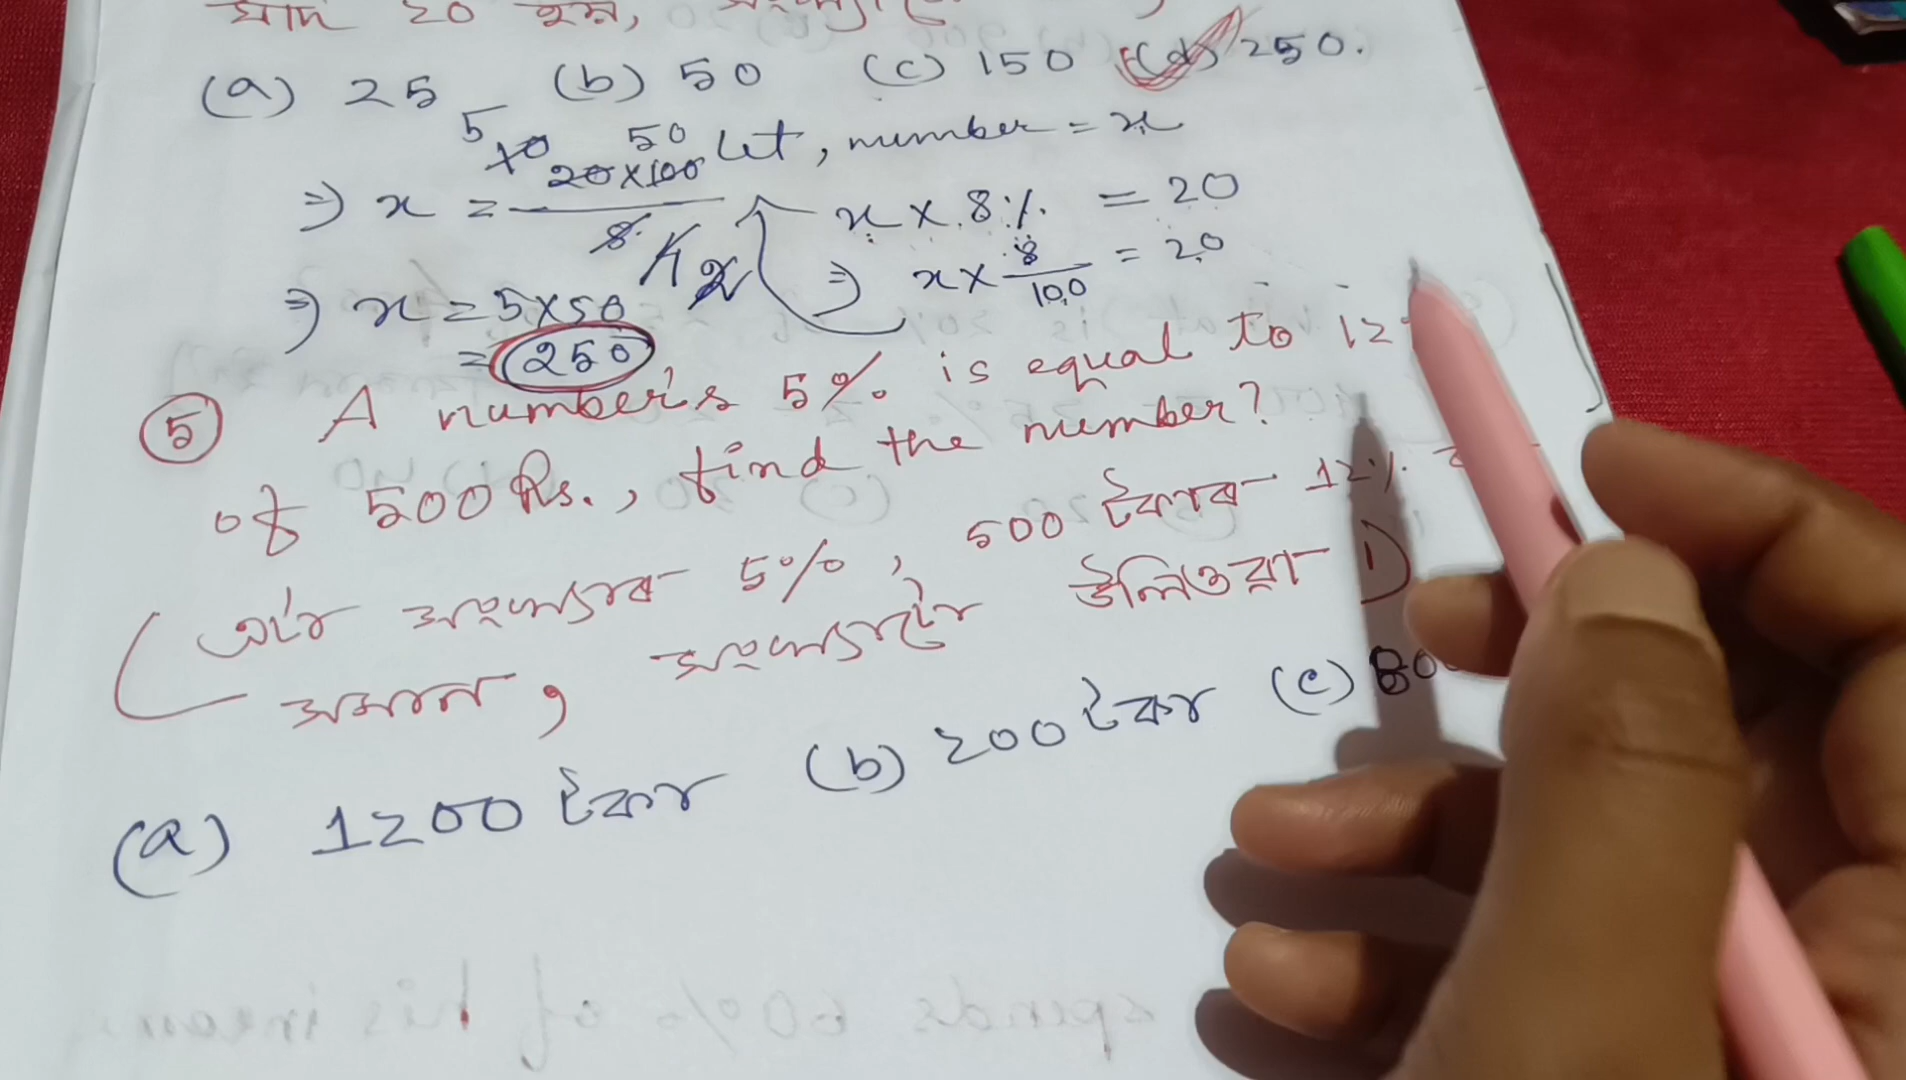 (a) 25 (b) 50 (c) 150 (d) 250.
Let, number = x
x × 8% = 20
⇒ x × 8/100 = 20
⇒ x = 20×100/8
⇒ x = 5×50
= 250
⑤ A number's 5% is equal to 12
of 500 Rs., find the number?
( এটা সংখ্যাৰ 5%, 500 টকাৰ 12%
সমান, সংখ্যাটো উলিওৱা।)
(a) 1200 টকা (b) 200 টকা (c)